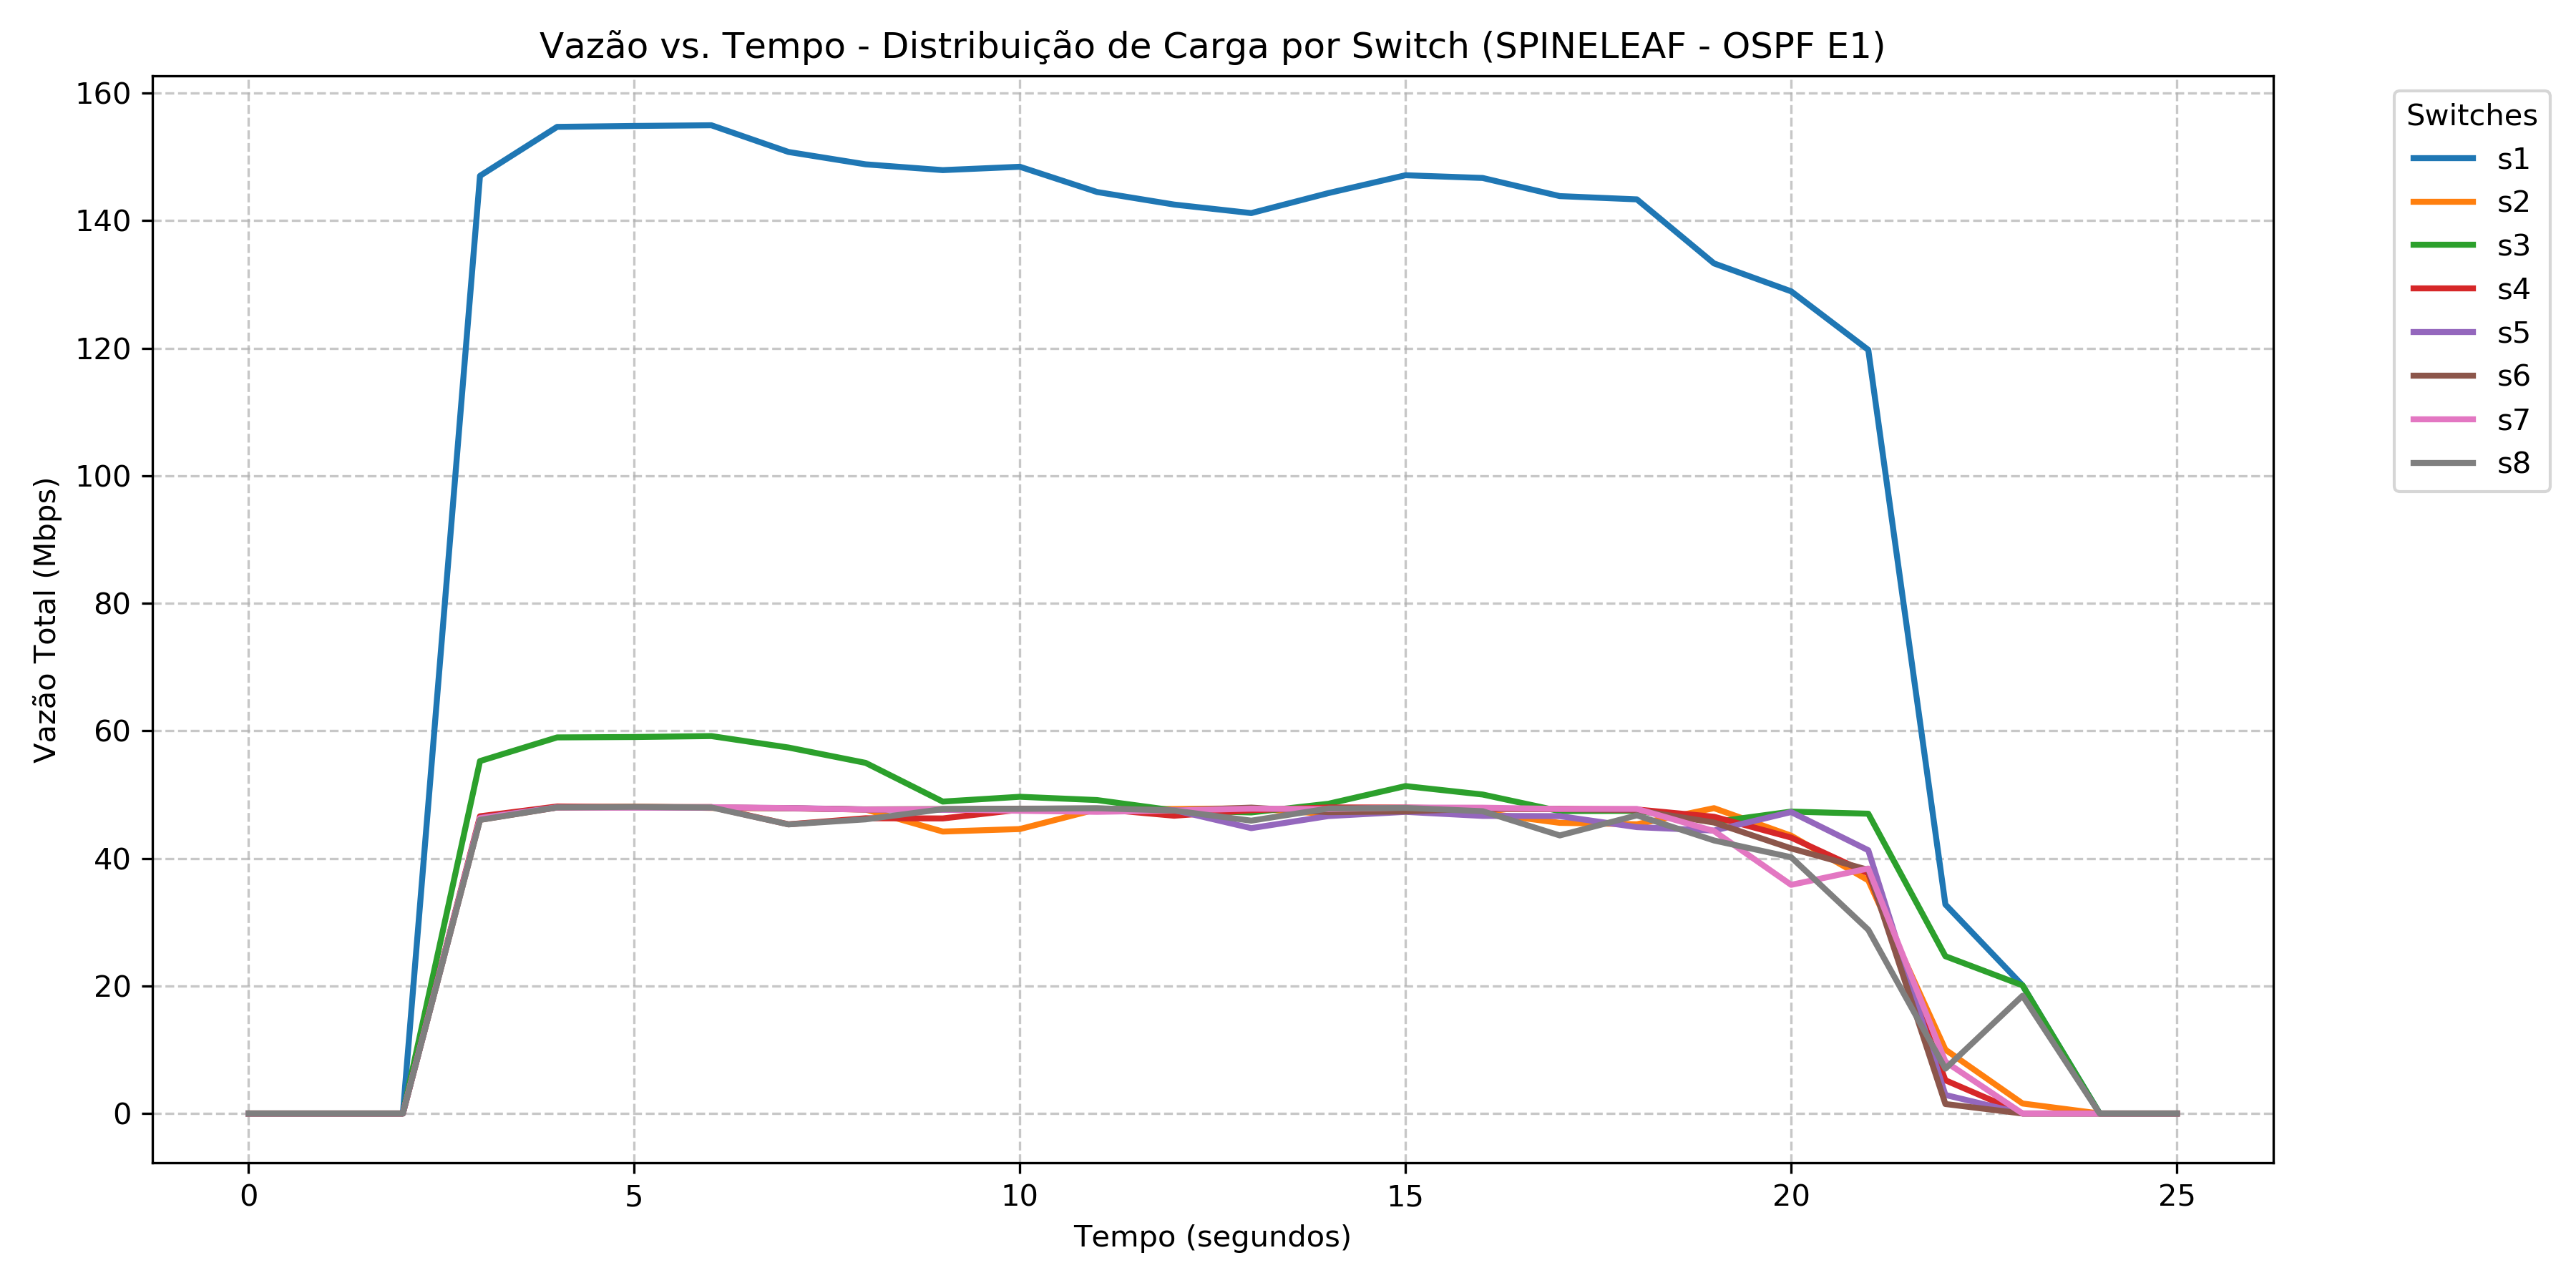 Vazão vs. Tempo - Distribuição de Carga por Switch (SPINELEAF - OSPF E1)
Vazão Total (Mbps)
160
140
120
100
80
60
40
20
0
0 5 10 15 20 25
Tempo (segundos)
Switches
s1
s2
s3
s4
s5
s6
s7
s8